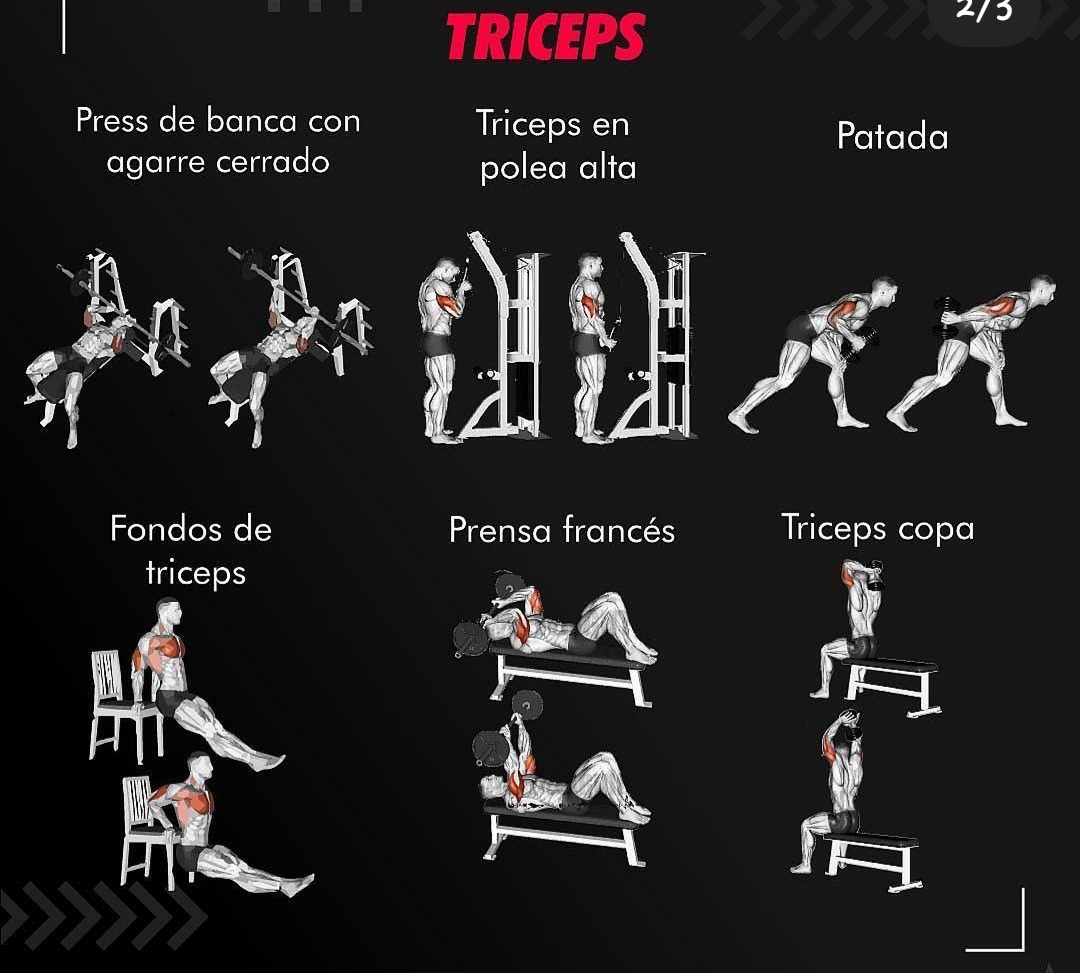 2/3
TRICEPS
Press de banca con
agarre cerrado
Triceps en
polea alta
Patada
Fondos de
triceps
Prensa francés
Triceps copa